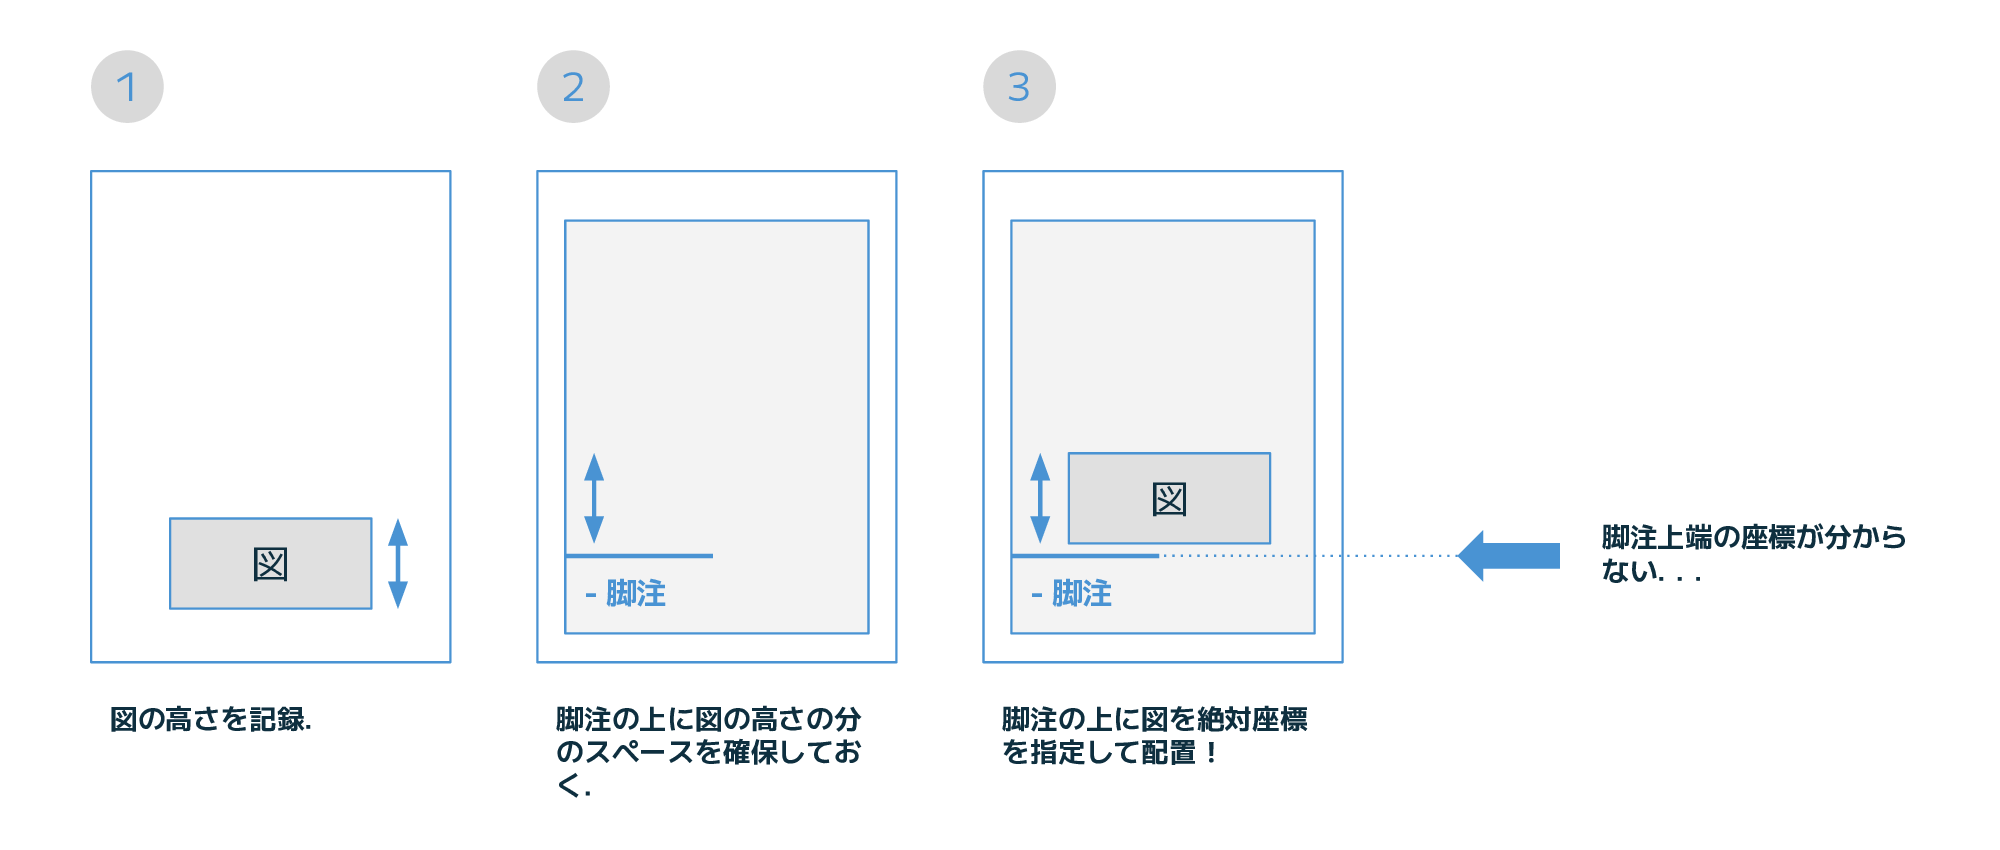 1
2
3
図
- 脚注
図
- 脚注
脚注上端の座標が分から
ない. . .
図の高さを記録.
脚注の上に図の高さの分
のスペースを確保してお
く.
脚注の上に図を絶対座標
を指定して配置！